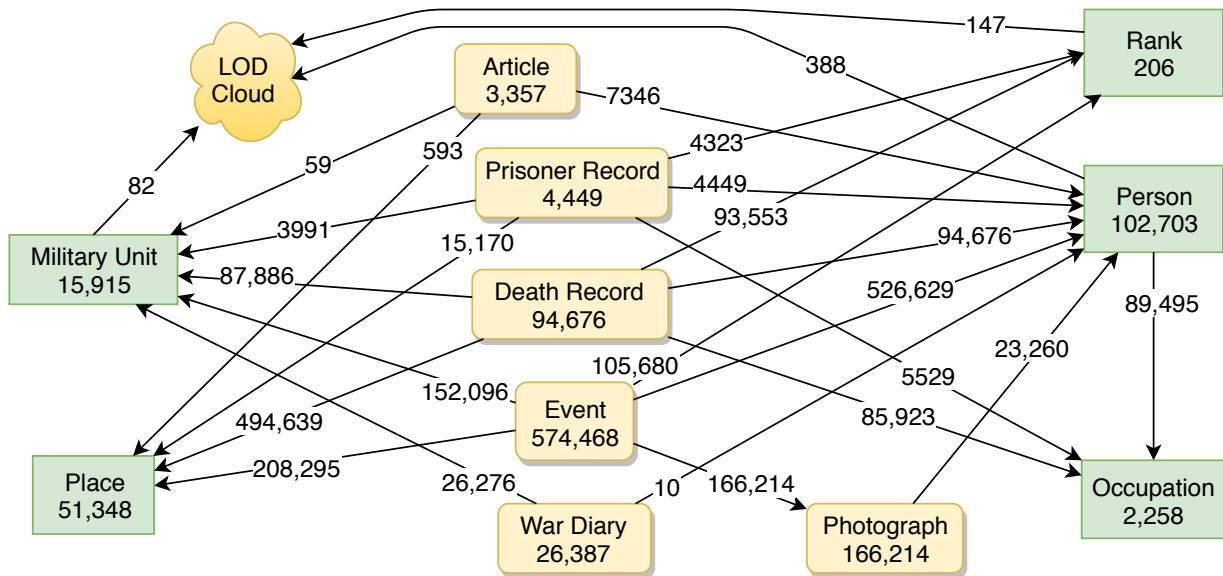 147
LOD
Cloud
Article
3,357
Rank
206
388
7346
593
4323
59
82
Prisoner Record
4,449
4449
Person
102,703
3991
15,170
93,553
94,676
Military Unit
15,915
87,886
Death Record
94,676
526,629
89,495
23,260
105,680
152,096
Event
574,468
5529
494,639
85,923
208,295
Place
51,348
26,276
10
166,214
War Diary
26,387
Photograph
166,214
Occupation
2,258